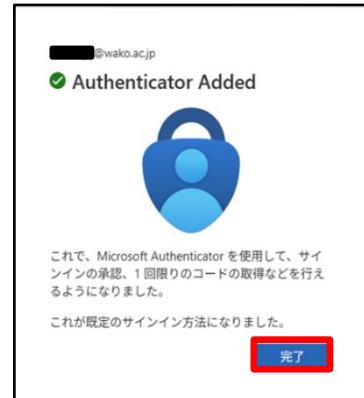 @wako.ac.jp
Authenticator Added
これで、Microsoft Authenticator を使用して、サイ
ンインの承認、1 回限りのコードの取得などを行え
るようになりました。
これが既定のサインイン方法になりました。
完了